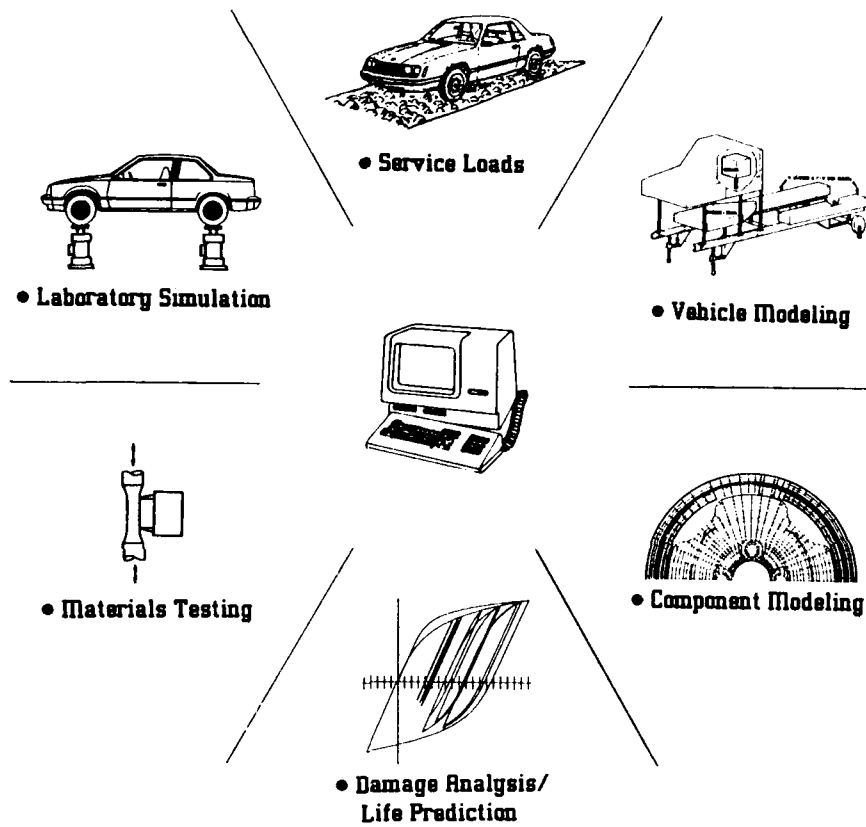 ● Service Loads
● Laboratory Simulation
● Vehicle Modeling
● Materials Testing
● Component Modeling
● Damage Analysis/
Life Prediction